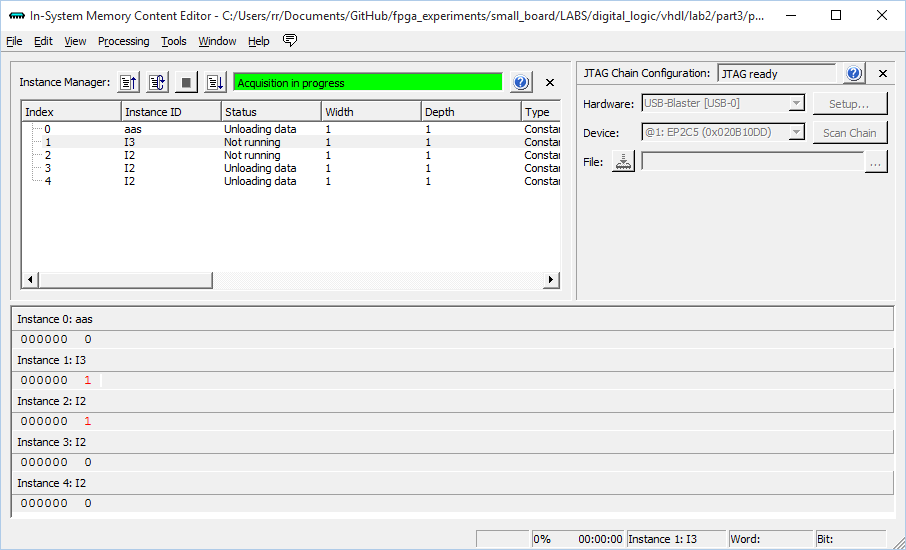 In-System Memory Content Editor - C:/Users/rr/Documents/GitHub/fpga_experiments/small_board/LABS/digital_logic/vhdl/lab2/part3/p...
File Edit View Processing Tools Window Help
Instance Manager: Acquisition in progress
Index Instance ID Status Width Depth Type
0 aas Unloading data 1 1 Constar
1 I3 Not running 1 1 Constar
2 I2 Not running 1 1 Constar
3 I2 Unloading data 1 1 Constar
4 I2 Unloading data 1 1 Constar
JTAG Chain Configuration: JTAG ready
Hardware: USB-Blaster [USB-0] Setup...
Device: @1: EP2C5 (0x020B10DD) Scan Chain
File: ...
Instance 0: aas
000000 0
Instance 1: I3
000000 1
Instance 2: I2
000000 1
Instance 3: I2
000000 0
Instance 4: I2
000000 0
0% 00:00:00 Instance 1: I3 Word: Bit: